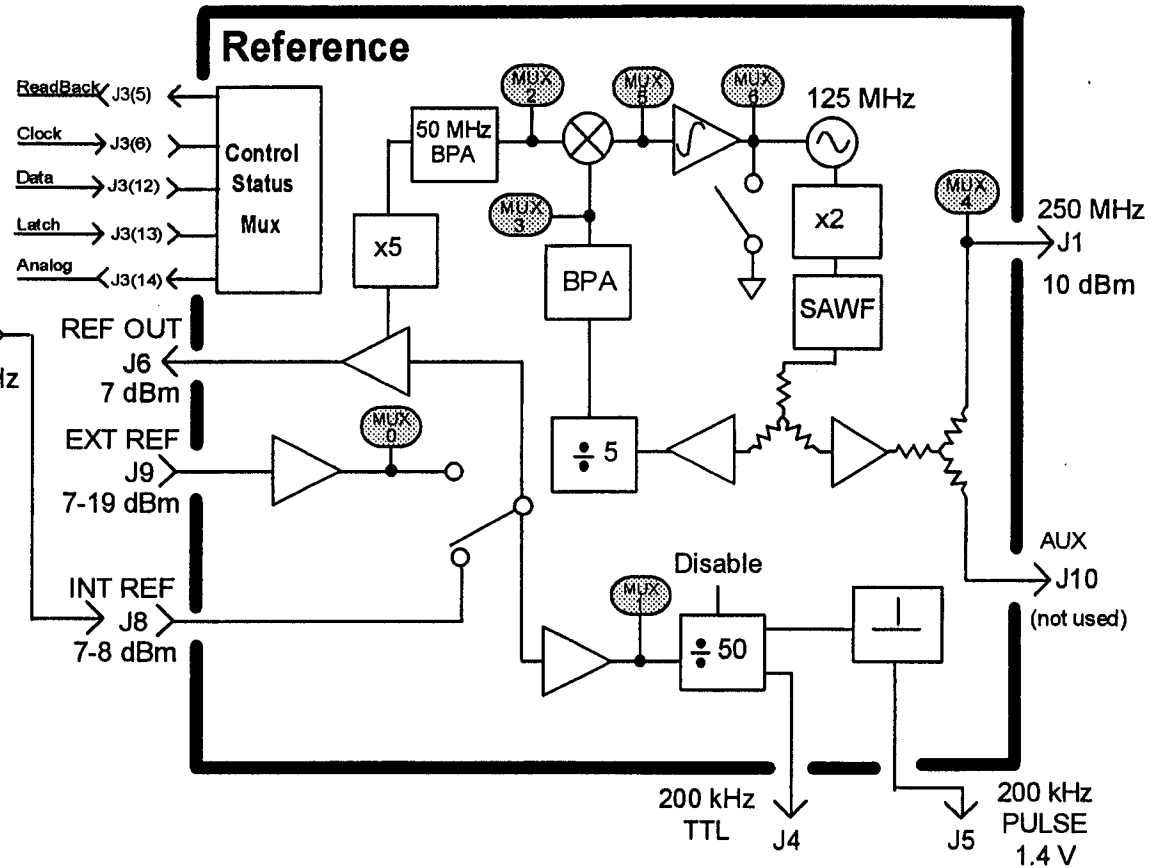 Reference
ReadBack J3(5)
Clock J3(6)
Data J3(12)
Latch J3(13)
Analog J3(14)
Control
Status
Mux
MUX
2
MUX
5
MUX
6
125 MHz
50 MHz
BPA
MUX
3
x5
BPA
x2
SAWF
MUX
4
250 MHz
J1
10 dBm
REF OUT
J6
7 dBm
Hz
EXT REF
J9
7-19 dBm
MUX
0
÷ 5
INT REF
J8
7-8 dBm
MUX
1
Disable
÷ 50
AUX
J10
(not used)
200 kHz
TTL
J4
J5
200 kHz
PULSE
1.4 V